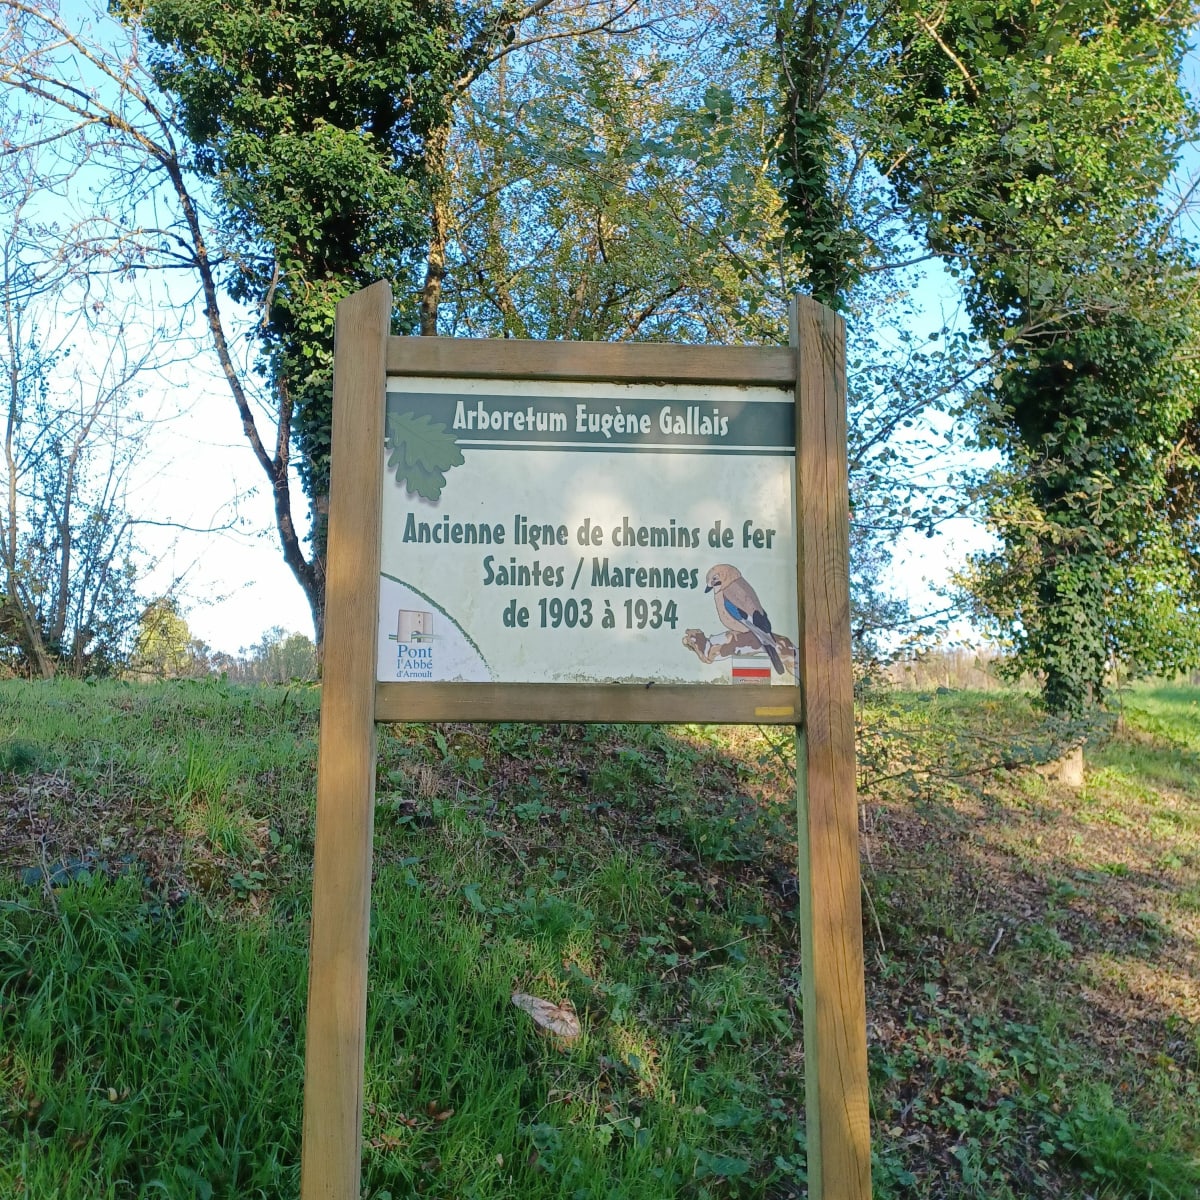 Arboretum Eugène Gallais
Ancienne ligne de chemins de fer
Saintes / Marennes
de 1903 à 1934
Pont
l'Abbé
d'Arnoult